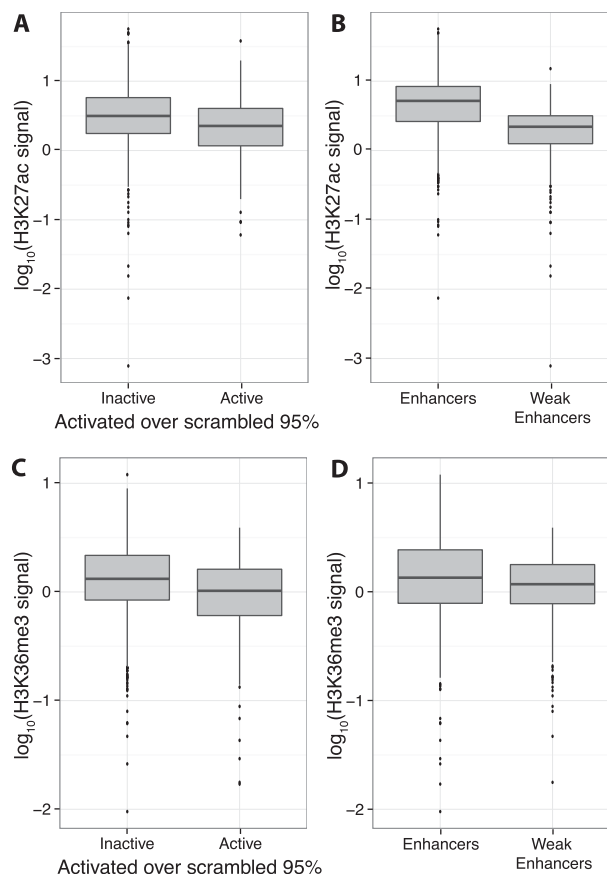 A
log10(H3K27ac signal)
1
0
−1
−2
−3
Inactive
Active
Activated over scrambled 95%
B
log10(H3K27ac signal)
1
0
−1
−2
−3
Enhancers
Weak
Enhancers
C
log10(H3K36me3 signal)
1
0
−1
−2
Inactive
Active
Activated over scrambled 95%
D
log10(H3K36me3 signal)
1
0
−1
−2
Enhancers
Weak
Enhancers